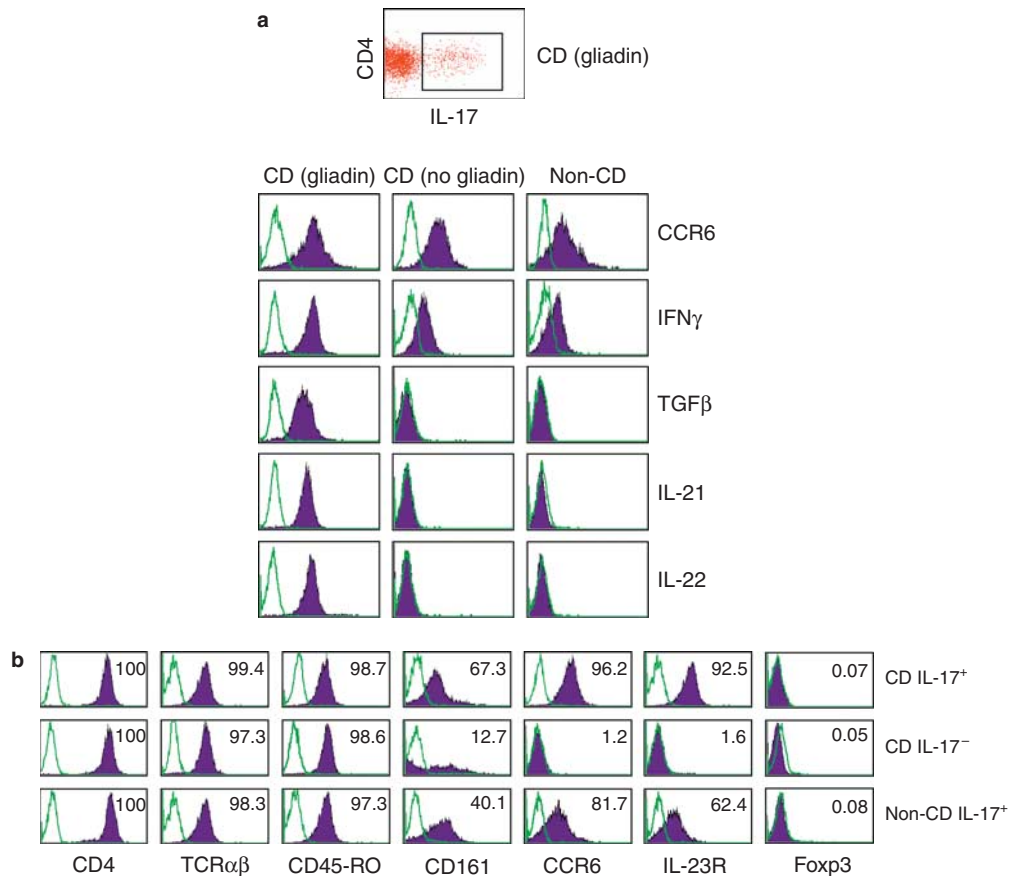 a
CD4
CD (gliadin)
IL-17
CD (gliadin) CD (no gliadin) Non-CD
CCR6
IFNγ
TGFβ
IL-21
IL-22
b
100 99.4 98.7 67.3 96.2 92.5 0.07 CD IL-17⁺
100 97.3 98.6 12.7 1.2 1.6 0.05 CD IL-17⁻
100 98.3 97.3 40.1 81.7 62.4 0.08 Non-CD IL-17⁺
CD4 TCRαβ CD45-RO CD161 CCR6 IL-23R Foxp3